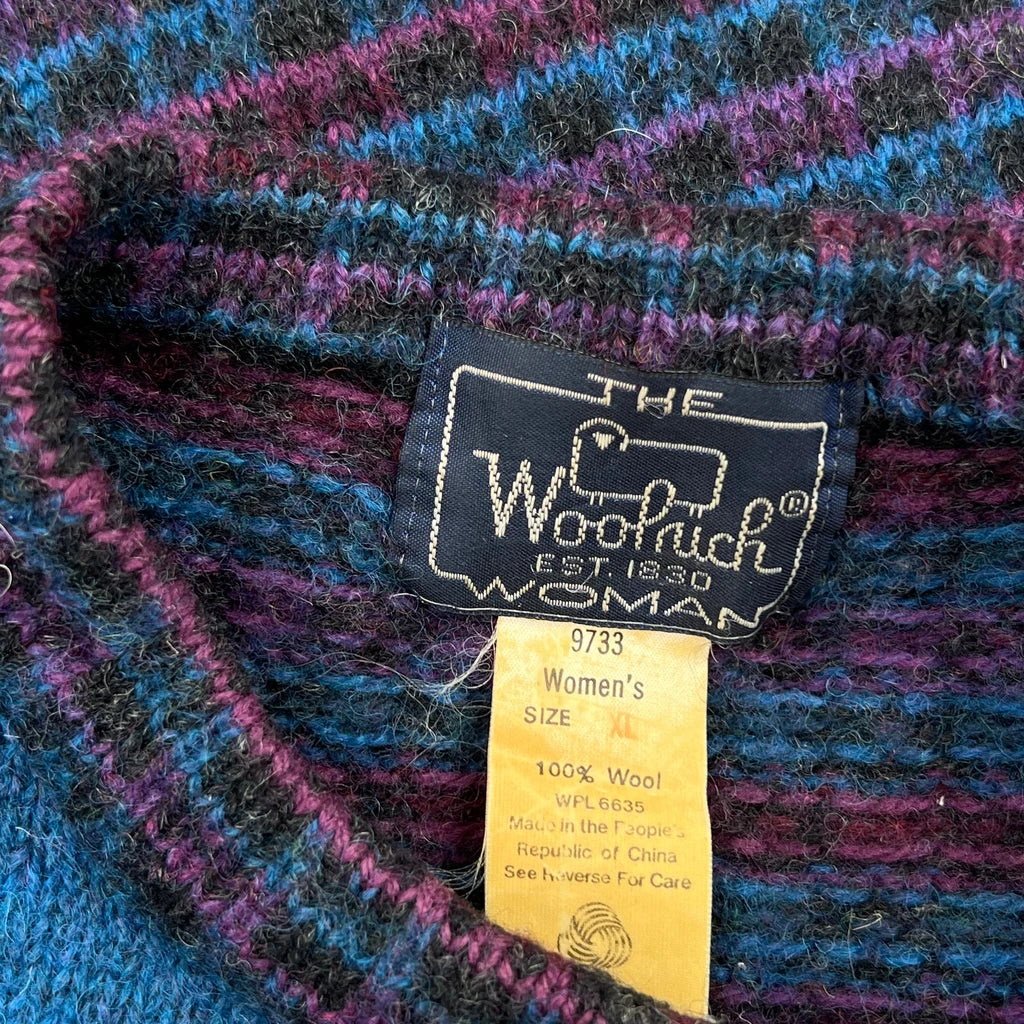 THE
Woolrich®
EST. 1830
WOMAN
9733
Women's
SIZE XL
100% Wool
WPL 6635
Made in the People's
Republic of China
See Reverse For Care